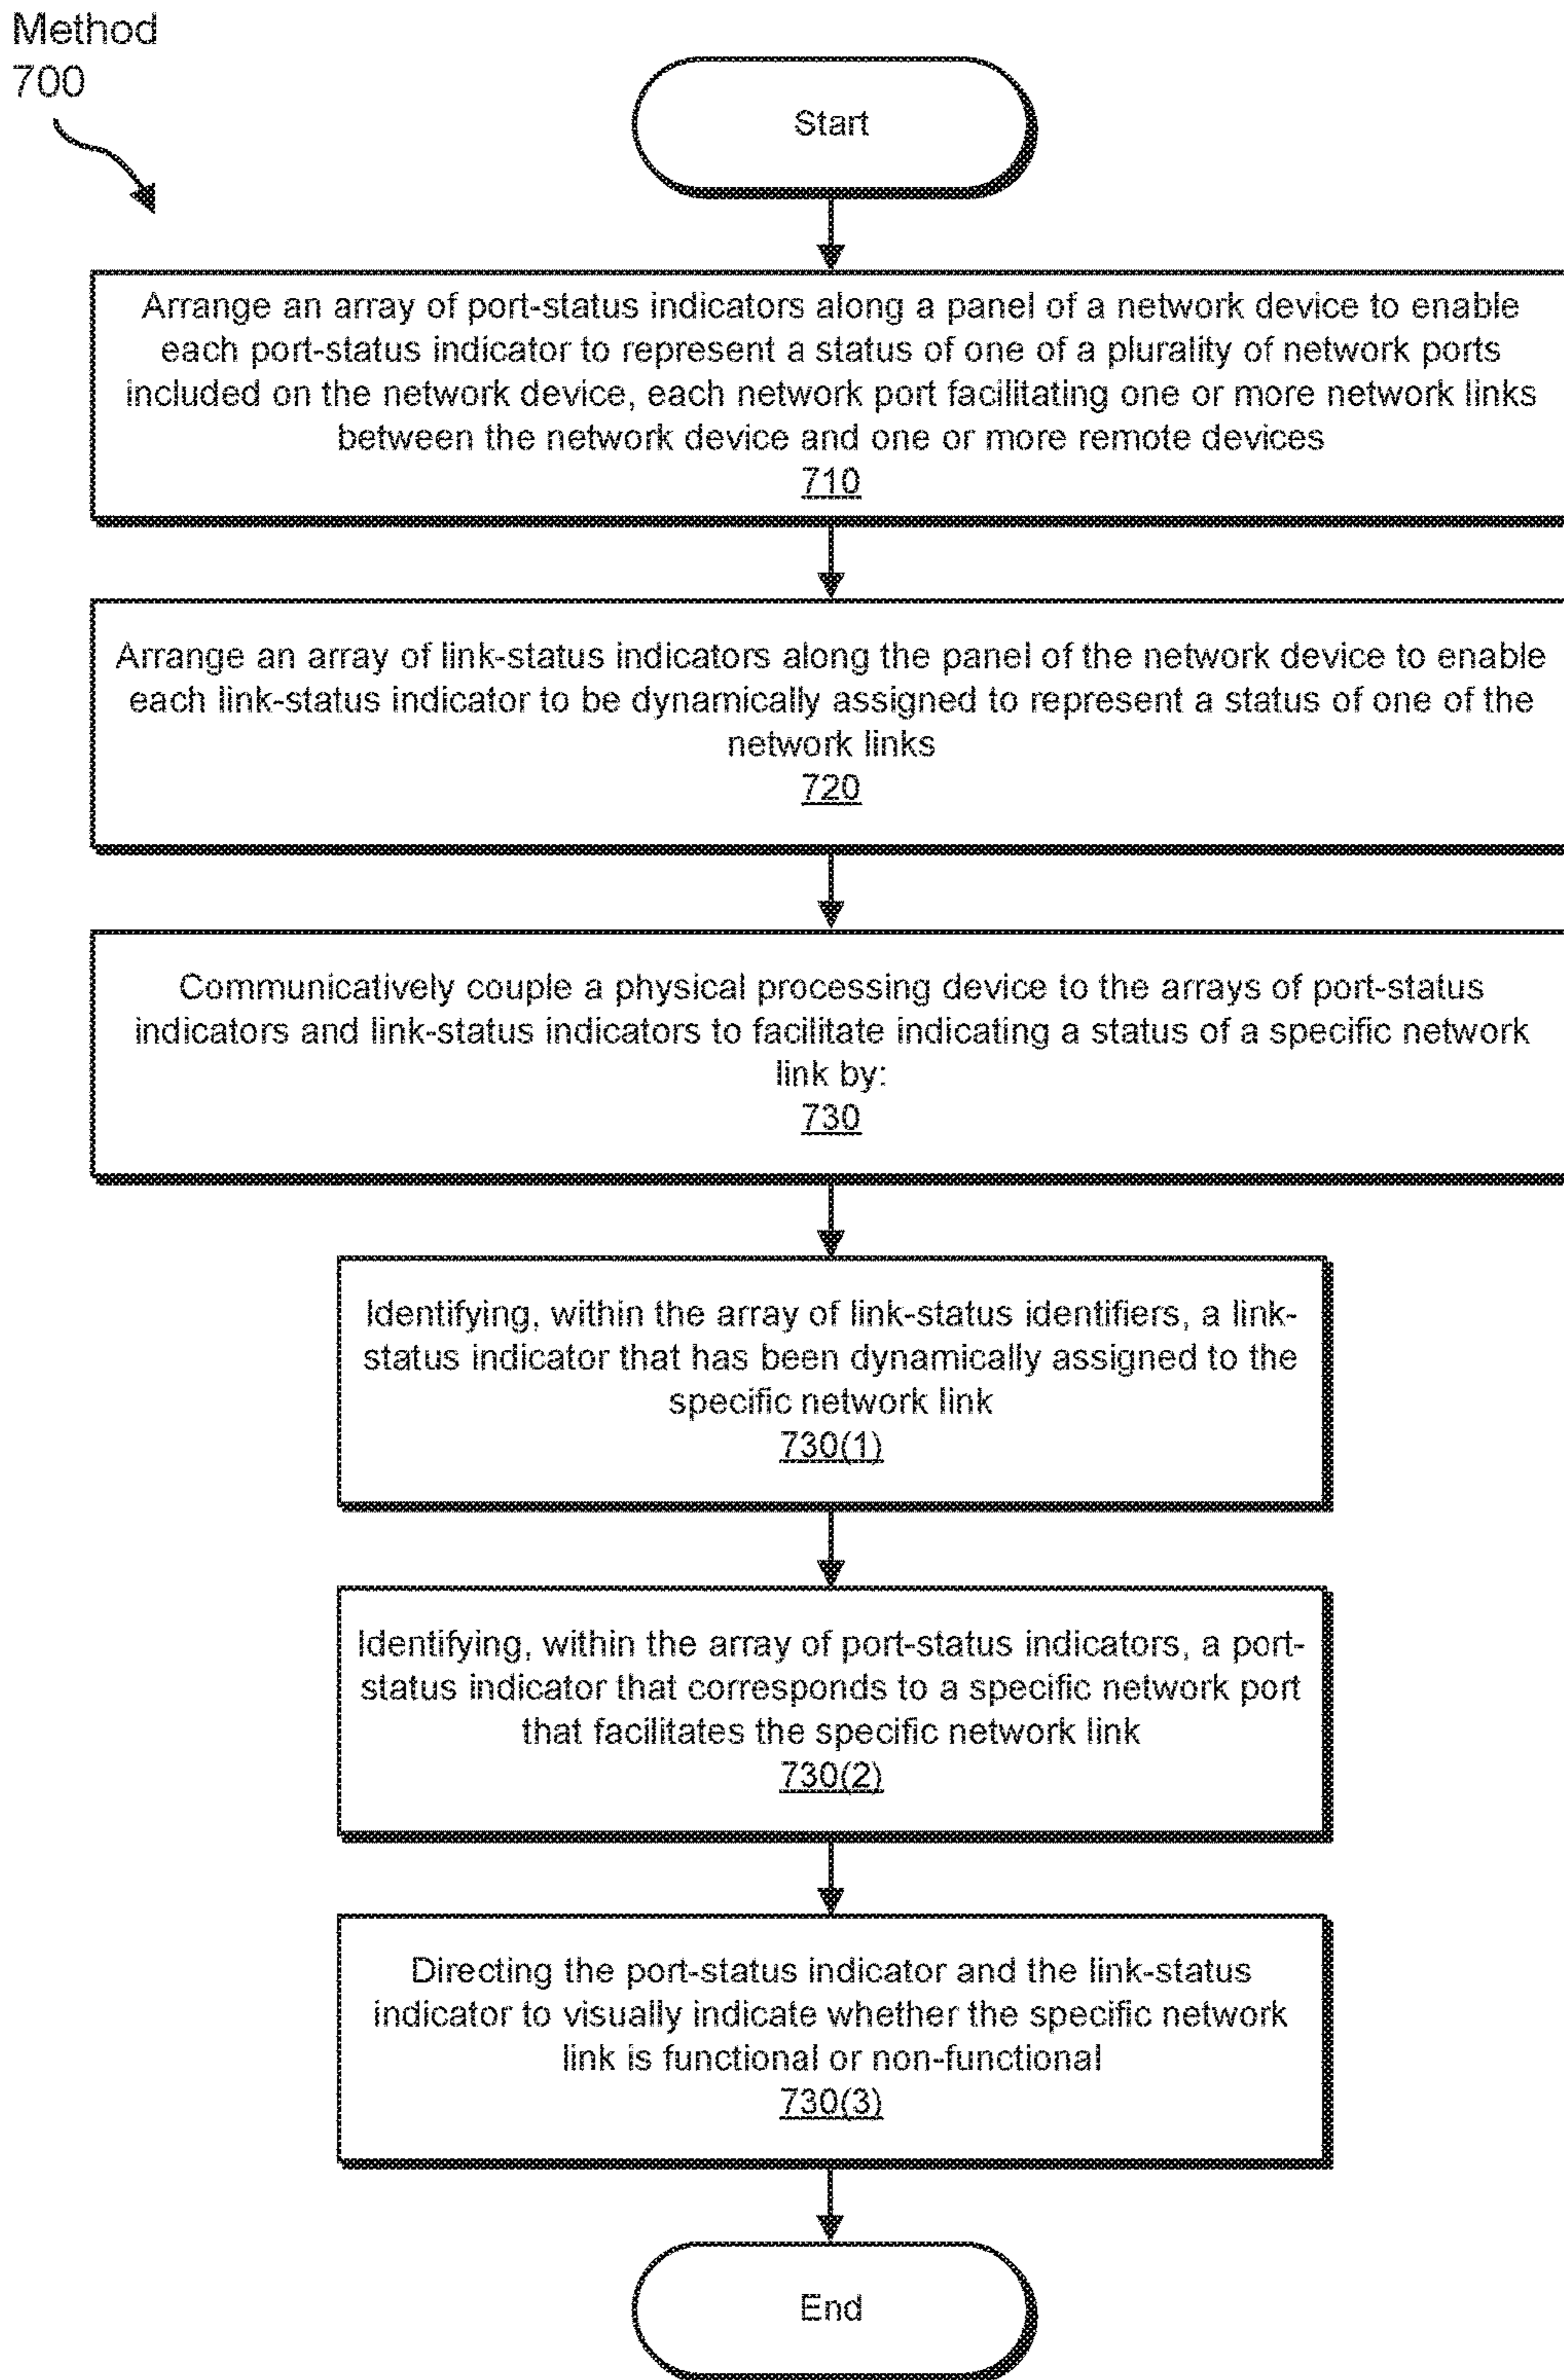 Method
700
Start
Arrange an array of port-status indicators along a panel of a network device to enable
each port-status indicator to represent a status of one of a plurality of network ports
included on the network device, each network port facilitating one or more network links
between the network device and one or more remote devices
710
Arrange an array of link-status indicators along the panel of the network device to enable
each link-status indicator to be dynamically assigned to represent a status of one of the
network links
720
Communicatively couple a physical processing device to the arrays of port-status
indicators and link-status indicators to facilitate indicating a status of a specific network
link by:
730
Identifying, within the array of link-status identifiers, a link-
status indicator that has been dynamically assigned to the
specific network link
730(1)
Identifying, within the array of port-status indicators, a port-
status indicator that corresponds to a specific network port
that facilitates the specific network link
730(2)
Directing the port-status indicator and the link-status
indicator to visually indicate whether the specific network
link is functional or non-functional
730(3)
End